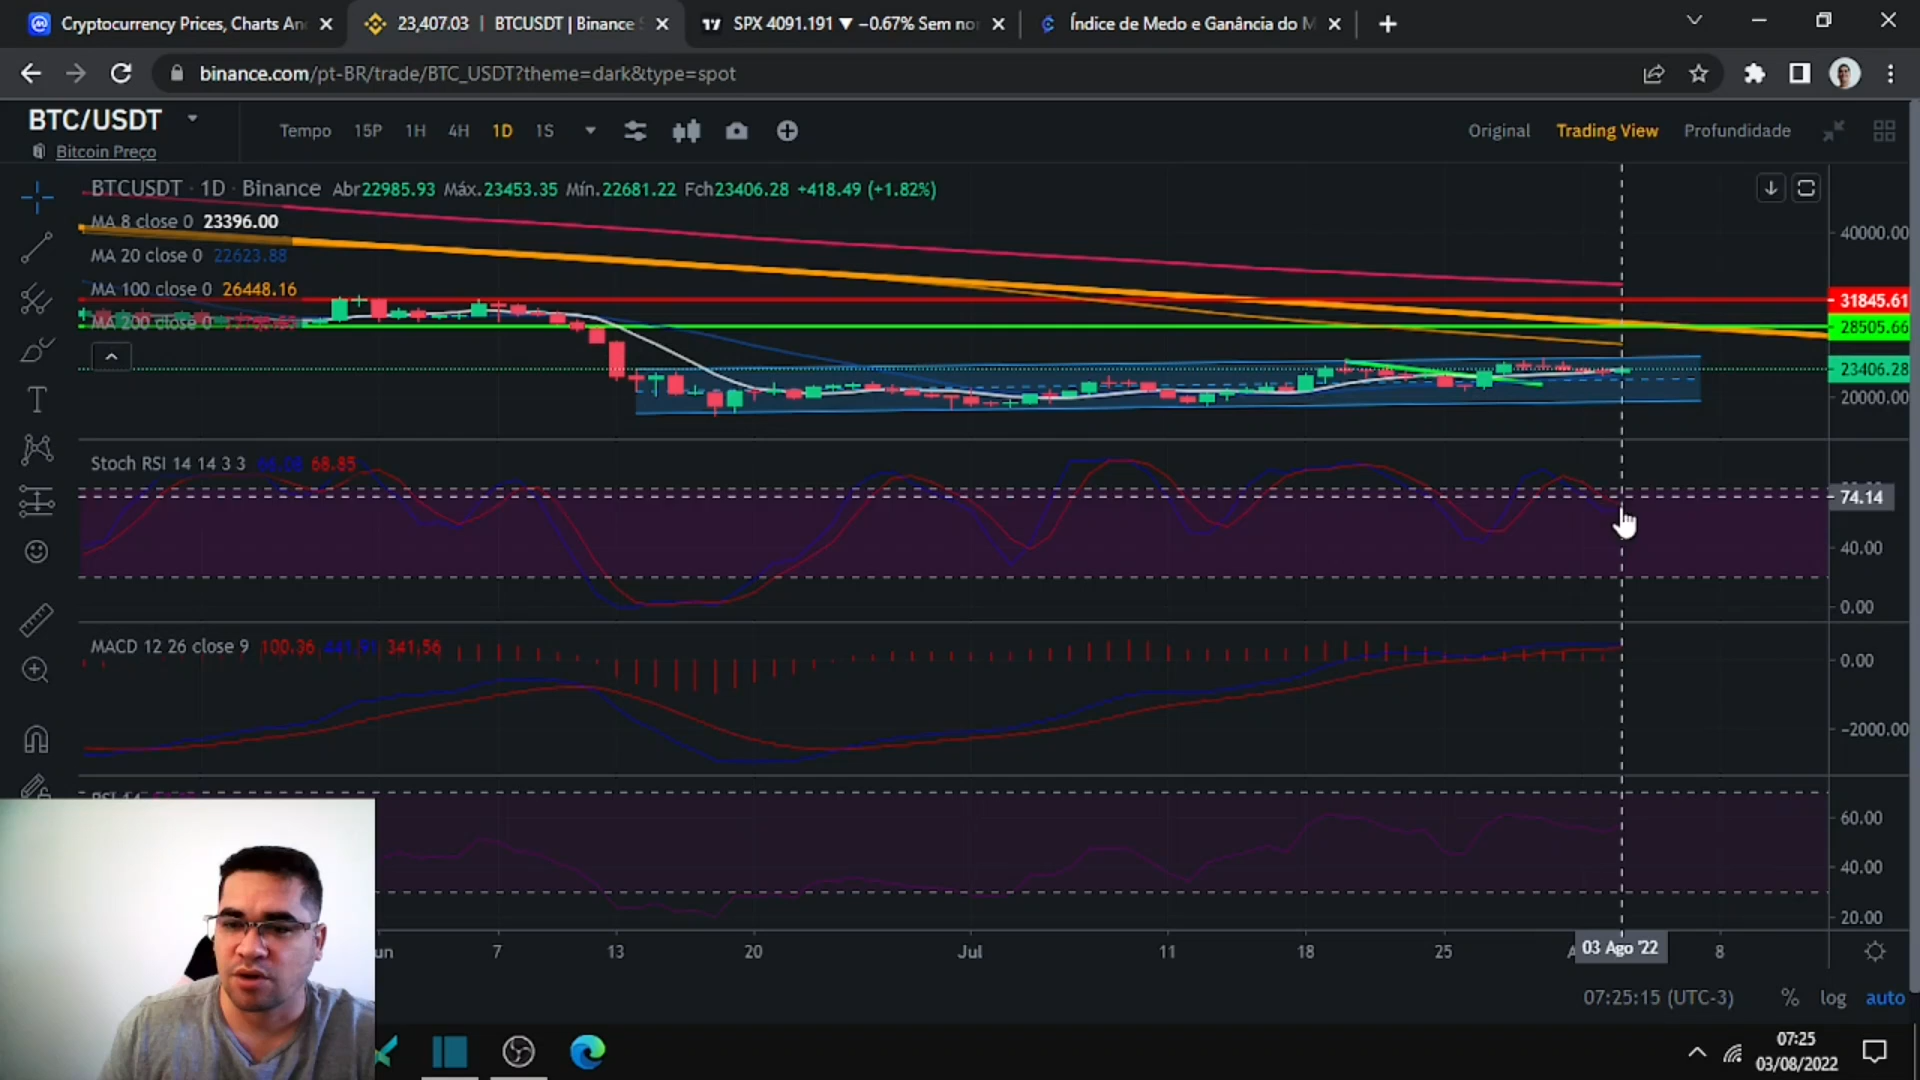 Cryptocurrency Prices, Charts An
23,407.03 | BTCUSDT | Binance S
SPX 4091.191 ▼ −0.67% Sem no
Índice de Medo e Ganância do M
binance.com/pt-BR/trade/BTC_USDT?theme=dark&type=spot
BTC/USDT
Bitcoin Preço
Tempo 15P 1H 4H 1D 1S
Original Trading View Profundidade
BTCUSDT · 1D · Binance Abr22985.93 Máx.23453.35 Mín.22681.22 Fch23406.28 +418.49 (+1.82%)
MA 8 close 0 23396.00
MA 20 close 0 22623.88
MA 100 close 0 26448.16
MA 200 close 0
40000.00
31845.61
28505.66
23406.28
20000.00
Stoch RSI 14 14 3 3 68.85
74.14
40.00
0.00
MACD 12 26 close 9 100.36 341.56
0.00
−2000.00
60.00
40.00
20.00
un 7 13 20 Jul 11 18 25 A 03 Ago '22 8
07:25:15 (UTC-3) % log auto
07:25
03/08/2022